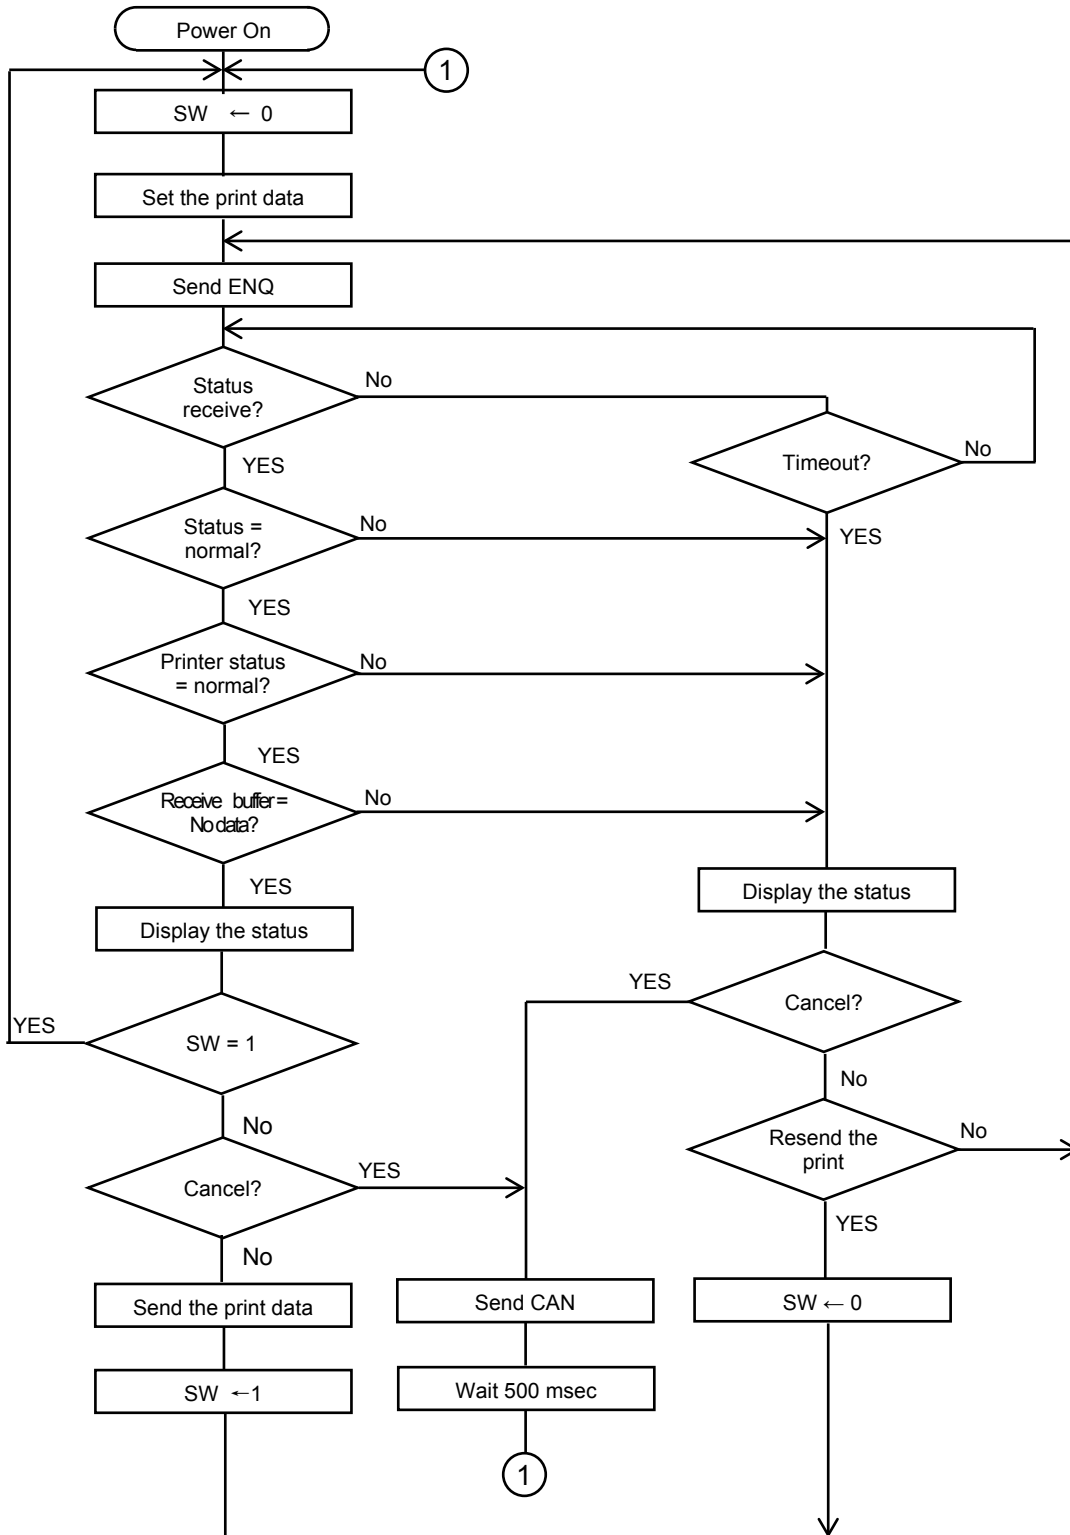 Power On
1
SW ← 0
Set the print data
Send ENQ
Status
receive?
No
YES
Timeout?
No
YES
Status =
normal?
No
YES
Printer status
= normal?
No
YES
Receive buffer=
No data?
No
YES
Display the status
Display the status
SW = 1
YES
No
Cancel?
YES
No
Cancel?
YES
No
Resend the
print
No
YES
Send the print data
Send CAN
SW ← 0
SW ←1
Wait 500 msec
1